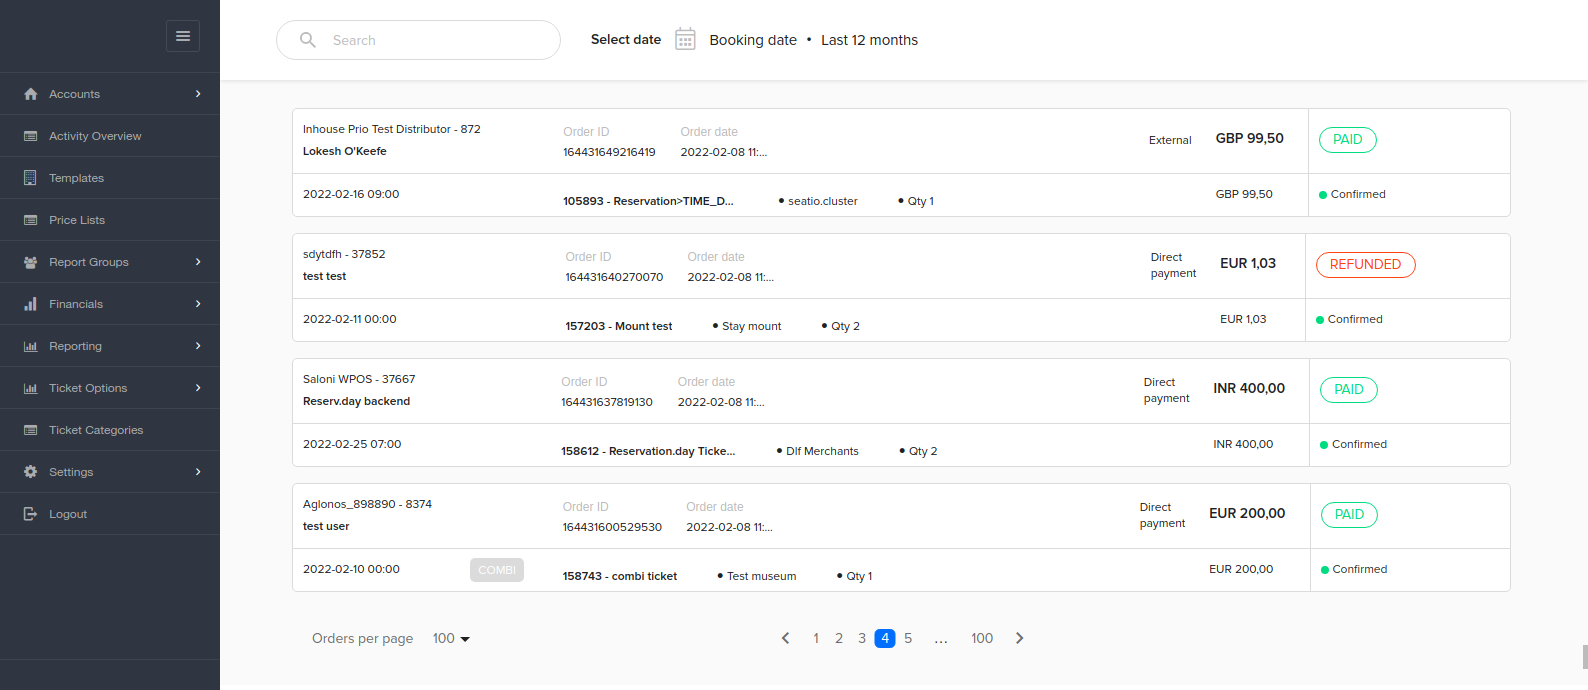 Search
Select date
Booking date • Last 12 months
Accounts
Activity Overview
Templates
Price Lists
Report Groups
Financials
Reporting
Ticket Options
Ticket Categories
Settings
Logout
Inhouse Prio Test Distributor - 872
Lokesh O'Keefe
Order ID
164431649216419
Order date
2022-02-08 11:...
External
GBP 99,50
PAID
2022-02-16 09:00
105893 - Reservation>TIME_D...
• seatio.cluster
• Qty 1
GBP 99,50
Confirmed
sdytdfh - 37852
test test
Order ID
164431640270070
Order date
2022-02-08 11:...
Direct
payment
EUR 1,03
REFUNDED
2022-02-11 00:00
157203 - Mount test
• Stay mount
• Qty 2
EUR 1,03
Confirmed
Saloni WPOS - 37667
Reserv.day backend
Order ID
164431637819130
Order date
2022-02-08 11:...
Direct
payment
INR 400,00
PAID
2022-02-25 07:00
158612 - Reservation.day Ticke...
• Dlf Merchants
• Qty 2
INR 400,00
Confirmed
Aglonos_898890 - 8374
test user
Order ID
164431600529530
Order date
2022-02-08 11:...
Direct
payment
EUR 200,00
PAID
2022-02-10 00:00
COMBI
158743 - combi ticket
• Test museum
• Qty 1
EUR 200,00
Confirmed
Orders per page 100
1 2 3 4 5 ... 100